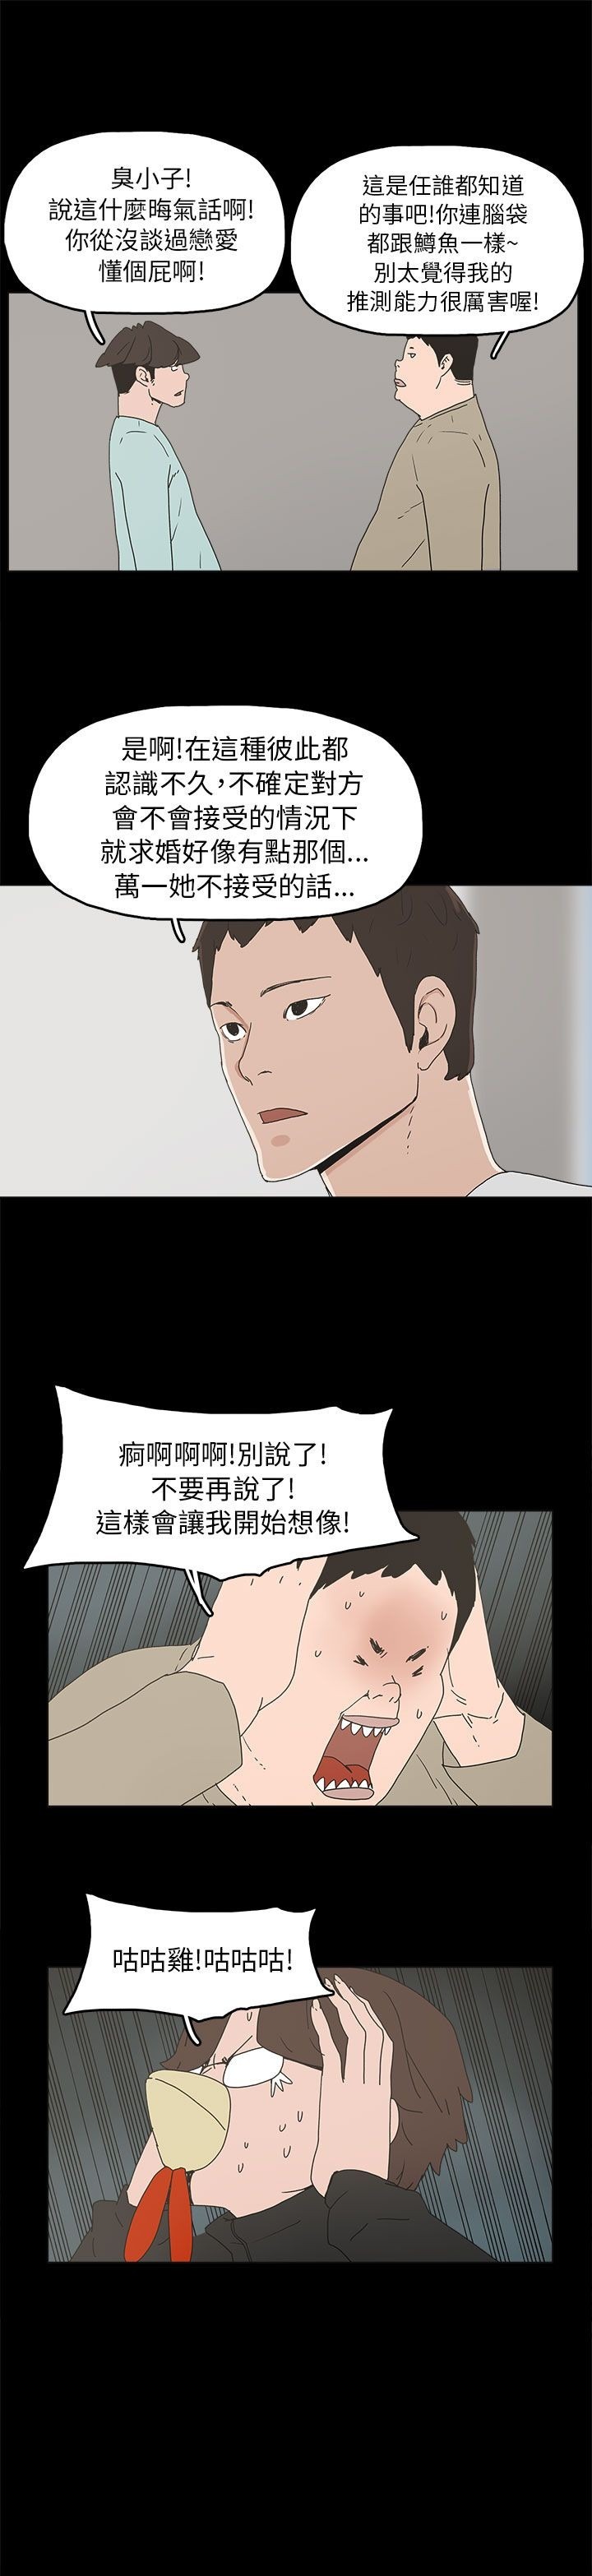 臭小子!
說這什麼晦氣話啊!
你從沒談過戀愛
懂個屁啊!
這是任誰都知道
的事吧!你連腦袋
都跟鱒魚一樣~
別太覺得我的
推測能力很厲害喔!
是啊!在這種彼此都
認識不久,不確定對方
會不會接受的情況下
就求婚好像有點那個...
萬一她不接受的話...
痾啊啊啊!別說了!
不要再說了!
這樣會讓我開始想像!
咕咕雞!咕咕咕!